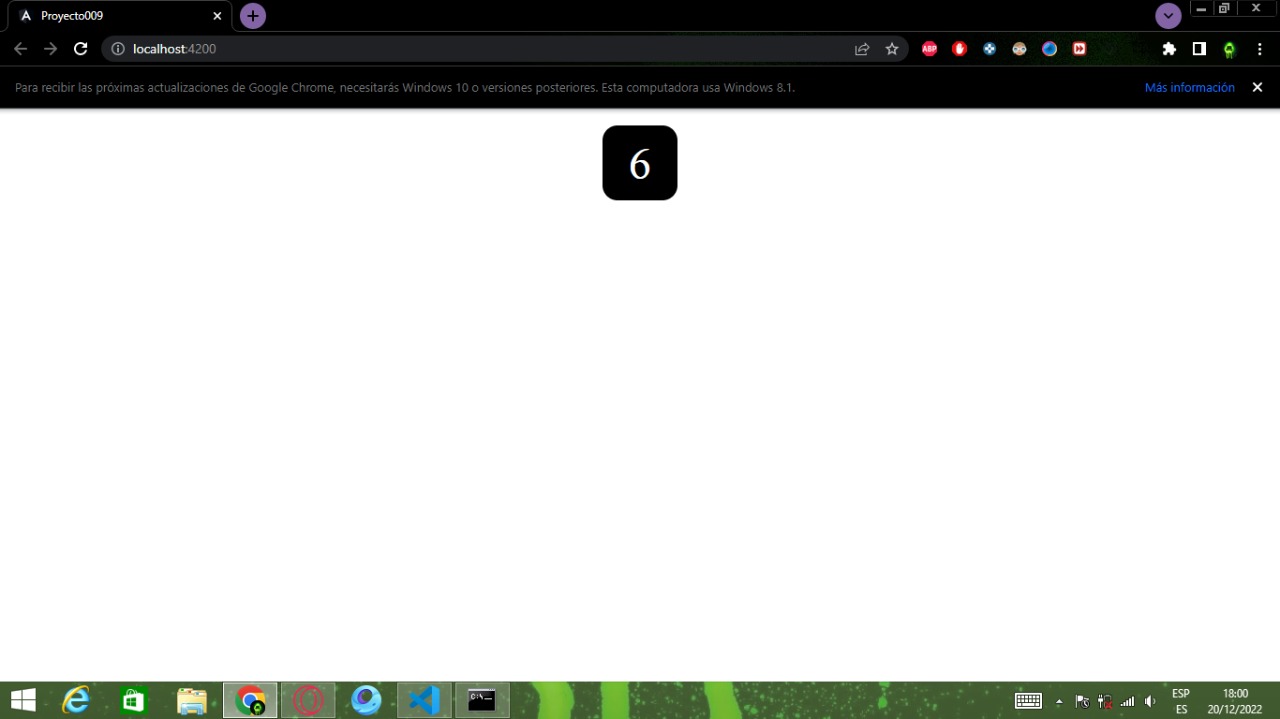 Proyecto009
localhost:4200
ABP
Para recibir las próximas actualizaciones de Google Chrome, necesitarás Windows 10 o versiones posteriores. Esta computadora usa Windows 8.1.
Más información
6
C:\
ESP
ES
18:00
20/12/2022